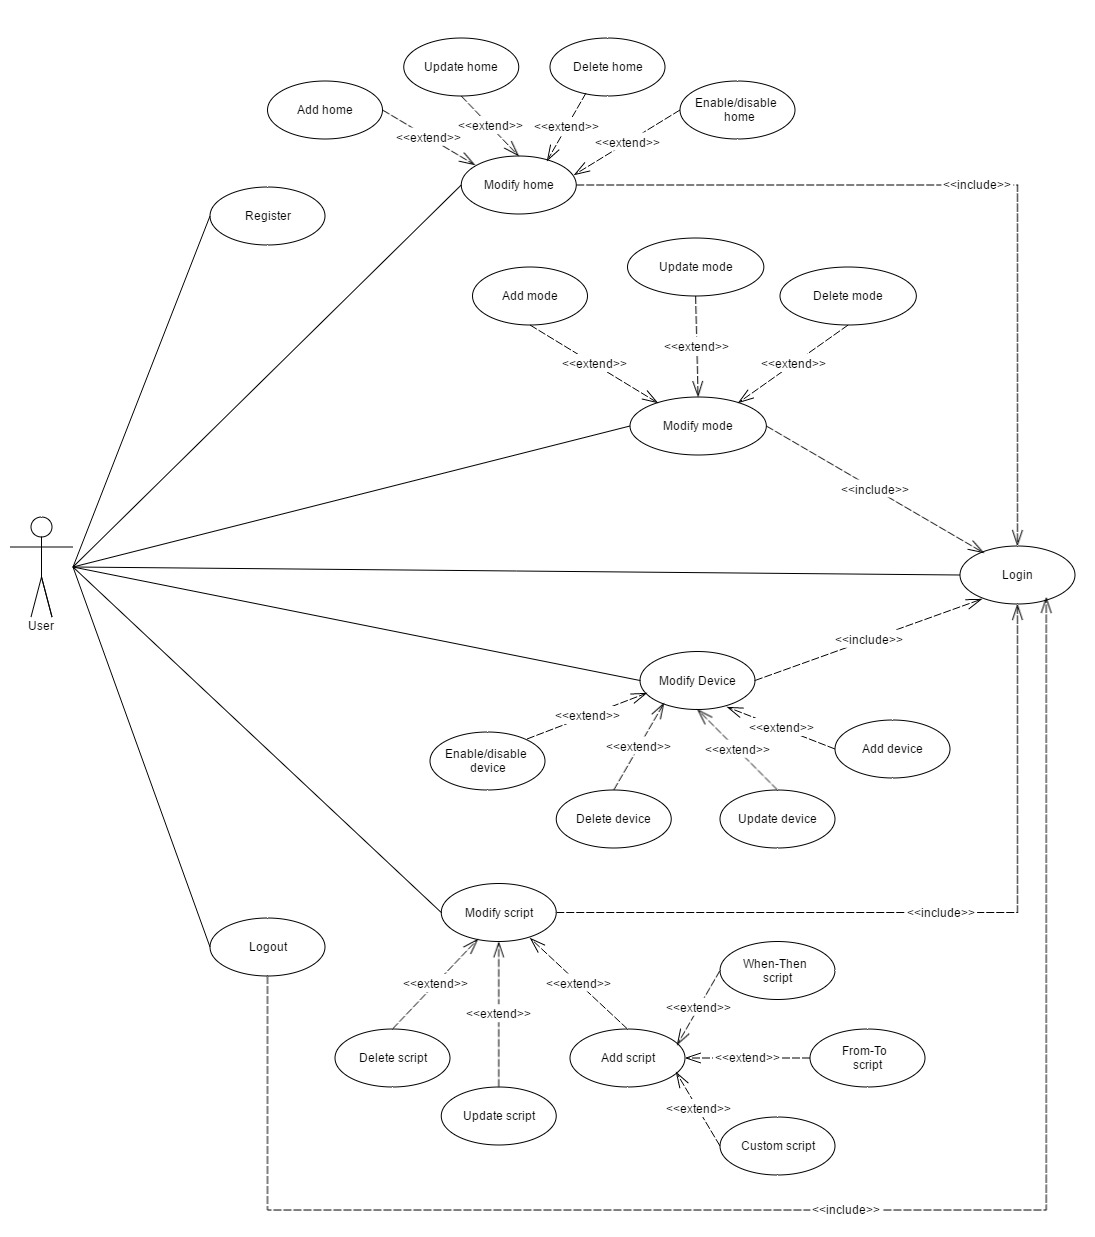 Update home
Delete home
Add home
Enable/disable
home
<<extend>>
<<extend>>
<<extend>>
<<extend>>
Modify home
<<include>>
Register
Update mode
Add mode
Delete mode
<<extend>>
<<extend>>
<<extend>>
Modify mode
<<include>>
User
Login
<<include>>
Modify Device
<<extend>>
<<extend>>
<<extend>>
<<extend>>
Enable/disable
device
Add device
Delete device
Update device
Modify script
<<include>>
Logout
<<extend>>
<<extend>>
<<extend>>
When-Then
script
<<extend>>
Delete script
Add script
<<extend>>
From-To
script
<<extend>>
Update script
Custom script
<<include>>